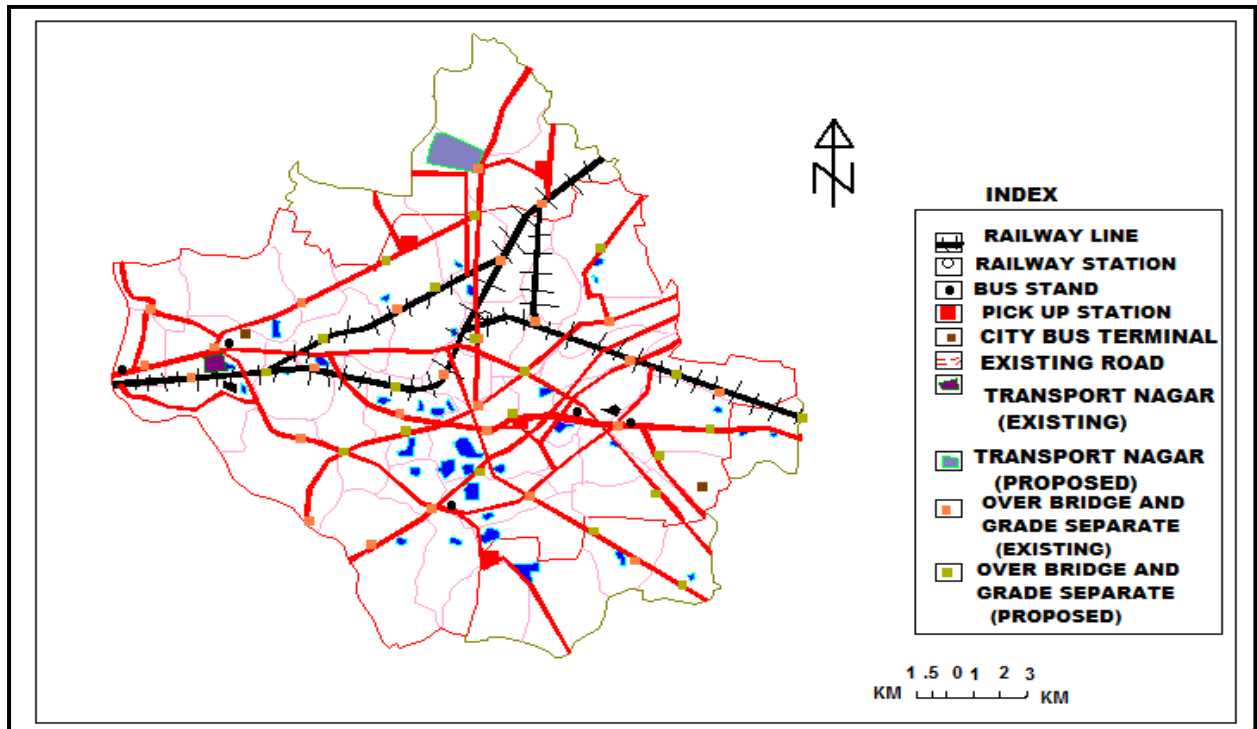 N
INDEX
RAILWAY LINE
RAILWAY STATION
BUS STAND
PICK UP STATION
CITY BUS TERMINAL
EXISTING ROAD
TRANSPORT NAGAR
(EXISTING)
TRANSPORT NAGAR
(PROPOSED)
OVER BRIDGE AND
GRADE SEPARATE
(EXISTING)
OVER BRIDGE AND
GRADE SEPARATE
(PROPOSED)
1 .5 0 1 2 3
KM KM